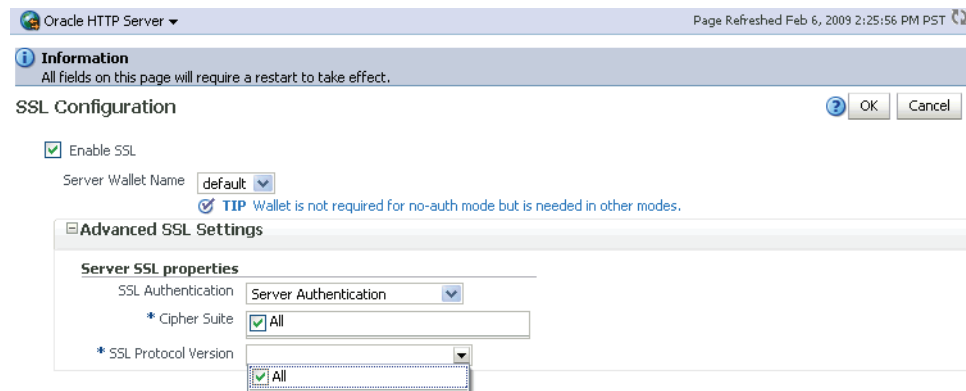 Oracle HTTP Server
Page Refreshed Feb 6, 2009 2:25:56 PM PST
Information
All fields on this page will require a restart to take effect.
SSL Configuration
OK
Cancel
Enable SSL
Server Wallet Name default
TIP Wallet is not required for no-auth mode but is needed in other modes.
Advanced SSL Settings
Server SSL properties
SSL Authentication Server Authentication
* Cipher Suite All
* SSL Protocol Version
All